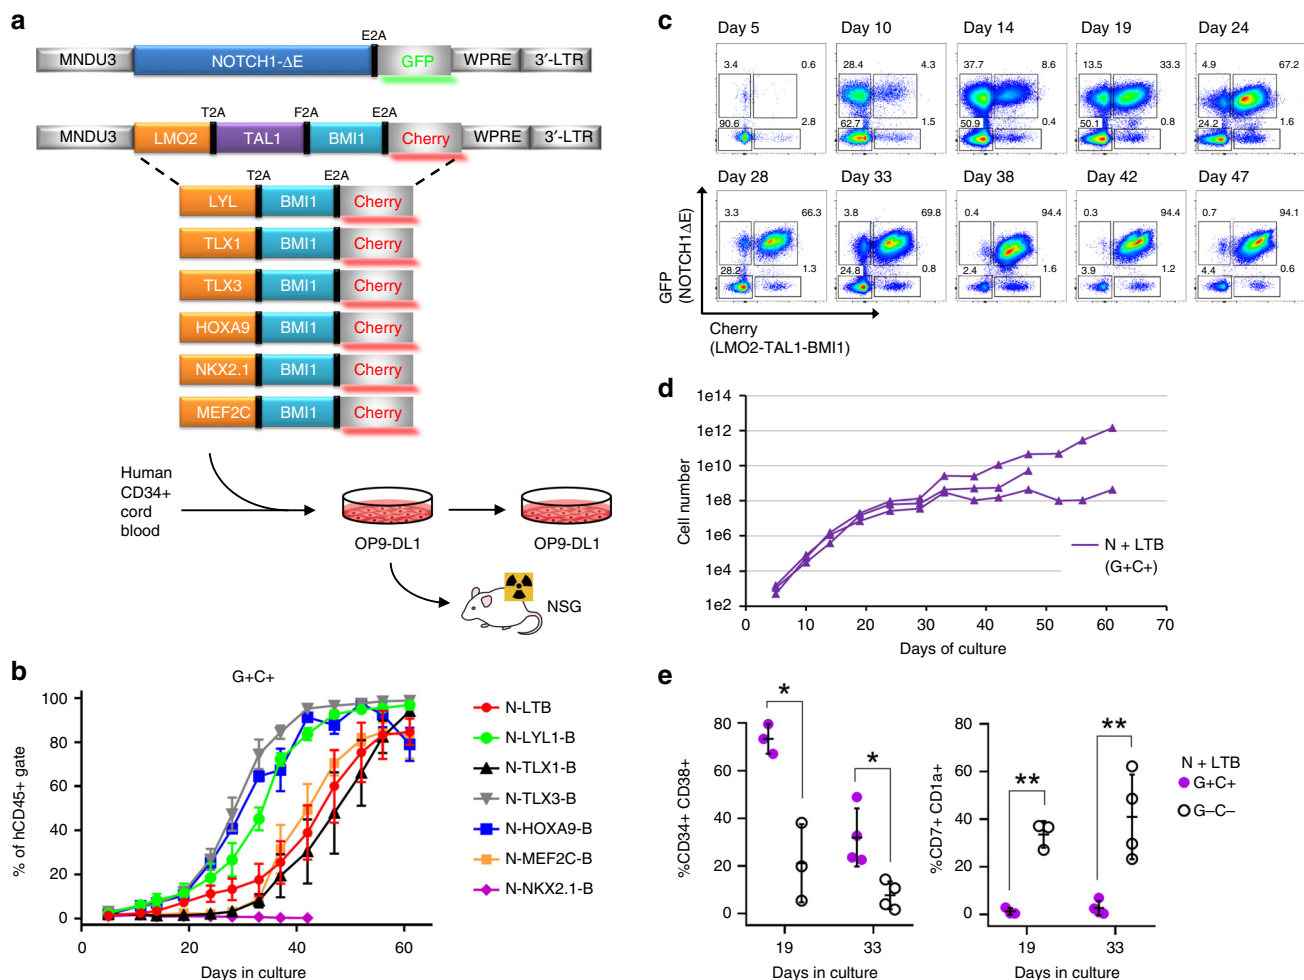 a
E2A
MNDU3 NOTCH1-ΔE GFP WPRE 3′-LTR
T2A F2A E2A
MNDU3 LMO2 TAL1 BMI1 Cherry WPRE 3′-LTR
T2A E2A
LYL BMI1 Cherry
TLX1 BMI1 Cherry
TLX3 BMI1 Cherry
HOXA9 BMI1 Cherry
NKX2.1 BMI1 Cherry
MEF2C BMI1 Cherry
Human
CD34+
cord
blood
OP9-DL1 OP9-DL1
NSG
b
G+C+
% of hCD45+ gate
100
80
60
40
20
0
0 20 40 60
Days in culture
N-LTB
N-LYL1-B
N-TLX1-B
N-TLX3-B
N-HOXA9-B
N-MEF2C-B
N-NKX2.1-B
c
Day 5 Day 10 Day 14 Day 19 Day 24
3.4 0.6 28.4 4.3 37.7 8.6 13.5 33.3 4.9 67.2
90.6 2.8 62.7 1.5 50.9 0.4 50.1 0.8 24.2 1.6
Day 28 Day 33 Day 38 Day 42 Day 47
3.3 66.3 3.8 69.8 0.4 94.4 0.3 94.4 0.7 94.1
28.2 1.3 24.8 0.8 2.4 1.6 3.9 1.2 4.4 0.6
GFP
(NOTCH1ΔE)
Cherry
(LMO2-TAL1-BMI1)
d
Cell number
1e14
1e12
1e10
1e8
1e6
1e4
1e2
0 10 20 30 40 50 60 70
Days of culture
N + LTB
(G+C+)
e
%CD34+ CD38+
80
60
40
20
0
* *
19 33
Days in culture
%CD7+ CD1a+
80
60
40
20
0
** **
19 33
Days in culture
N + LTB
G+C+
G–C–